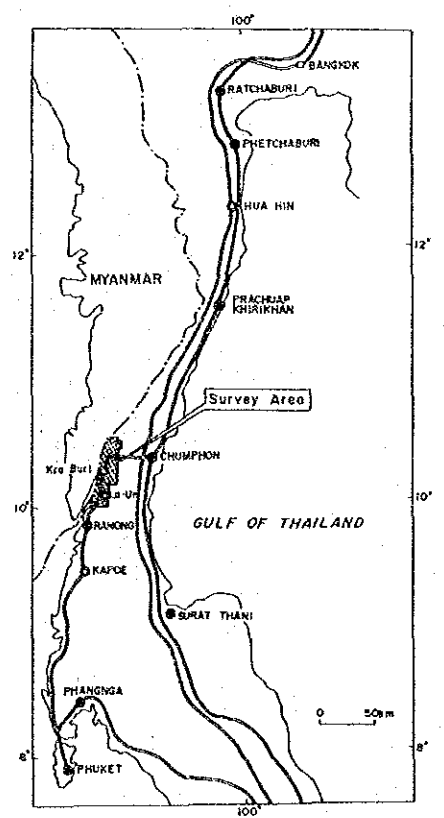 100°
BANGKOK
RATCHABURI
PHETCHABURI
HUA HIN
12°
12°
MYANMAR
PRACHUAP
KHIRIKHAN
Survey Area
Kra Buri
CHUMPHON
La-Un
10°
10°
RANONG
GULF OF THAILAND
KAPOE
SURAT THANI
PHANGNGA
0 50km
8°
8°
PHUKET
100°